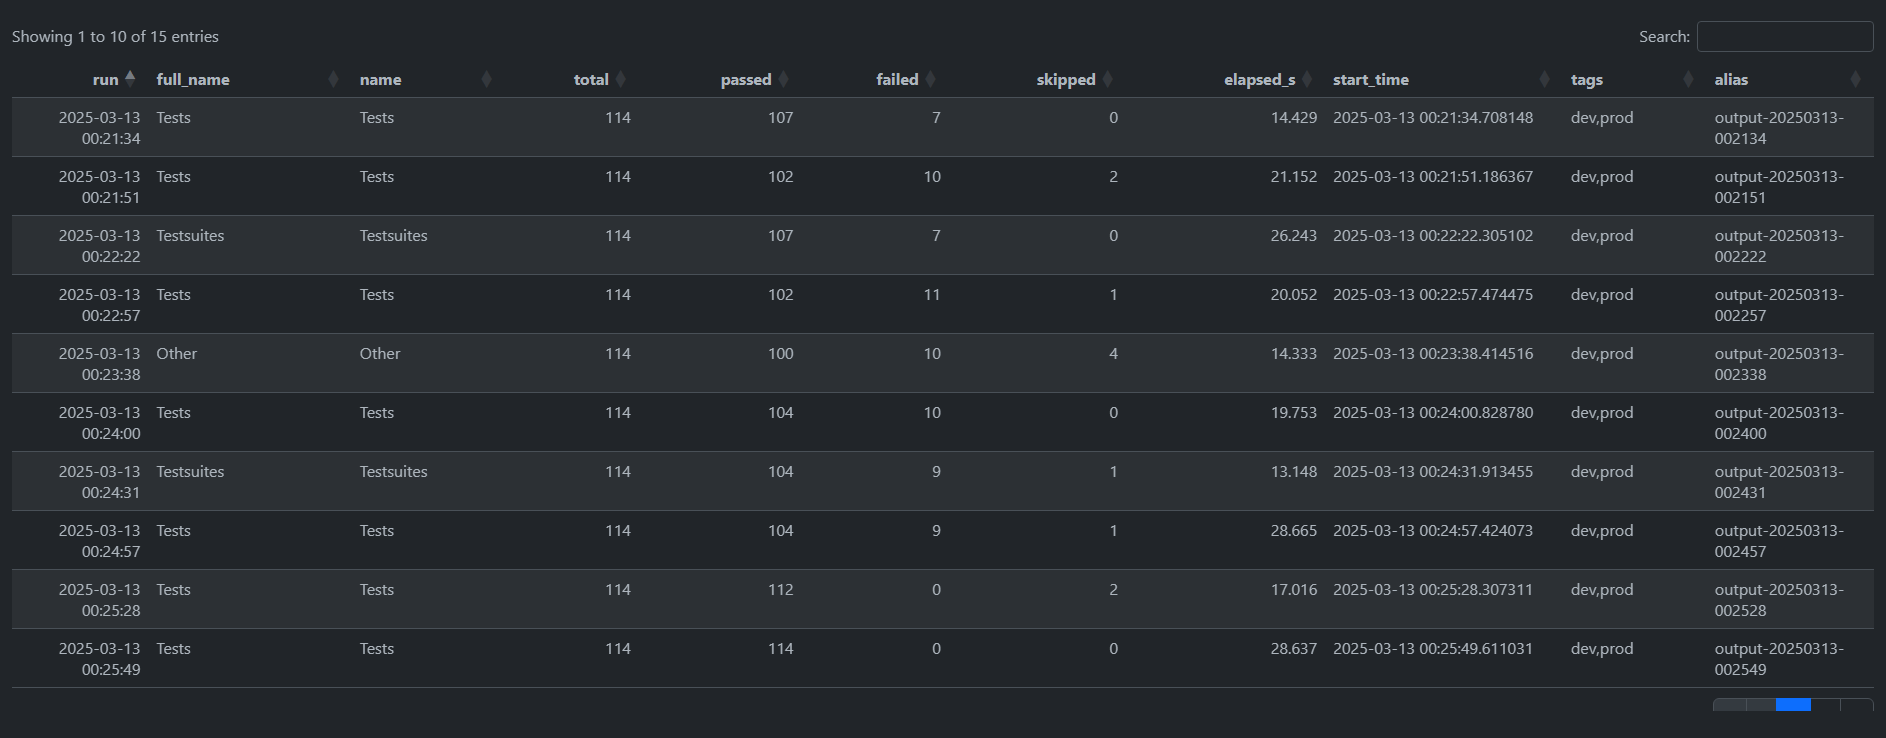 Showing 1 to 10 of 15 entries Search:
run full_name name total passed failed skipped elapsed_s start_time tags alias
2025-03-13 Tests Tests 114 107 7 0 14.429 2025-03-13 00:21:34.708148 dev,prod output-20250313-
00:21:34 002134
2025-03-13 Tests Tests 114 102 10 2 21.152 2025-03-13 00:21:51.186367 dev,prod output-20250313-
00:21:51 002151
2025-03-13 Testsuites Testsuites 114 107 7 0 26.243 2025-03-13 00:22:22.305102 dev,prod output-20250313-
00:22:22 002222
2025-03-13 Tests Tests 114 102 11 1 20.052 2025-03-13 00:22:57.474475 dev,prod output-20250313-
00:22:57 002257
2025-03-13 Other Other 114 100 10 4 14.333 2025-03-13 00:23:38.414516 dev,prod output-20250313-
00:23:38 002338
2025-03-13 Tests Tests 114 104 10 0 19.753 2025-03-13 00:24:00.828780 dev,prod output-20250313-
00:24:00 002400
2025-03-13 Testsuites Testsuites 114 104 9 1 13.148 2025-03-13 00:24:31.913455 dev,prod output-20250313-
00:24:31 002431
2025-03-13 Tests Tests 114 104 9 1 28.665 2025-03-13 00:24:57.424073 dev,prod output-20250313-
00:24:57 002457
2025-03-13 Tests Tests 114 112 0 2 17.016 2025-03-13 00:25:28.307311 dev,prod output-20250313-
00:25:28 002528
2025-03-13 Tests Tests 114 114 0 0 28.637 2025-03-13 00:25:49.611031 dev,prod output-20250313-
00:25:49 002549